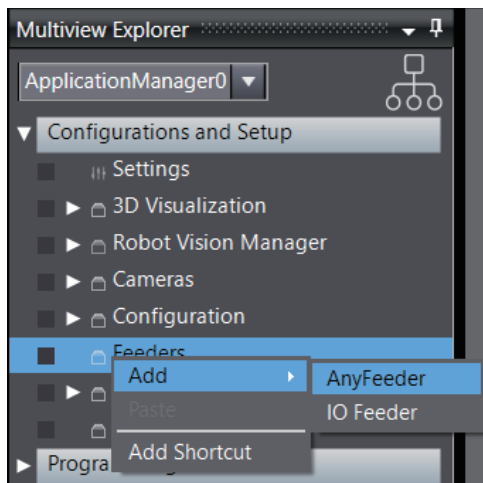 Multiview Explorer
ApplicationManager0
Configurations and Setup
Settings
3D Visualization
Robot Vision Manager
Cameras
Configuration
Feeders
Add
AnyFeeder
Paste
IO Feeder
Add Shortcut